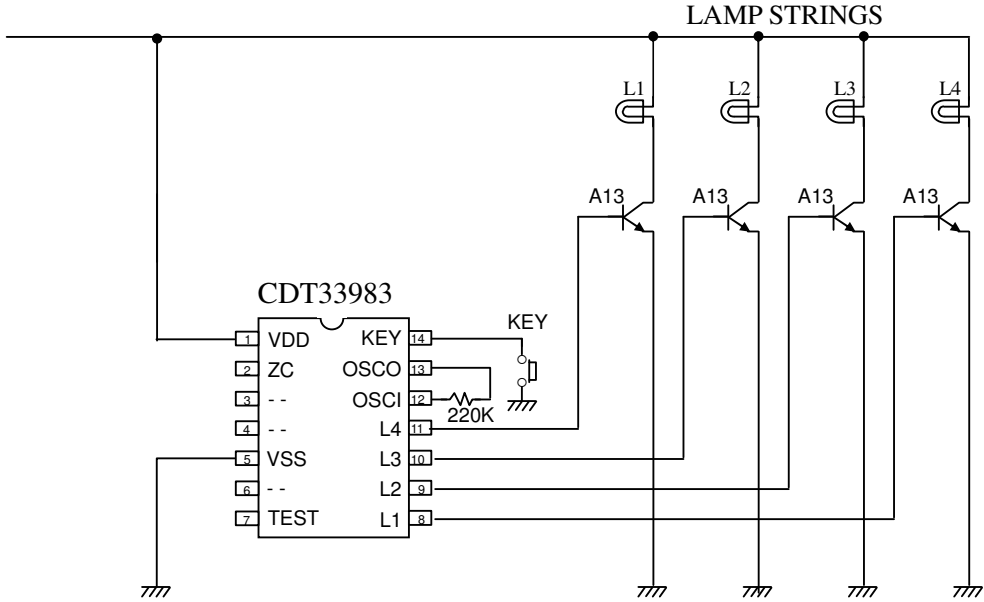 LAMP STRINGS
L1 L2 L3 L4
A13 A13 A13 A13
CDT33983
KEY
1 VDD KEY 14
2 ZC OSCO 13
3 - - OSCI 12
220K
4 - - L4 11
5 VSS L3 10
6 - - L2 9
7 TEST L1 8